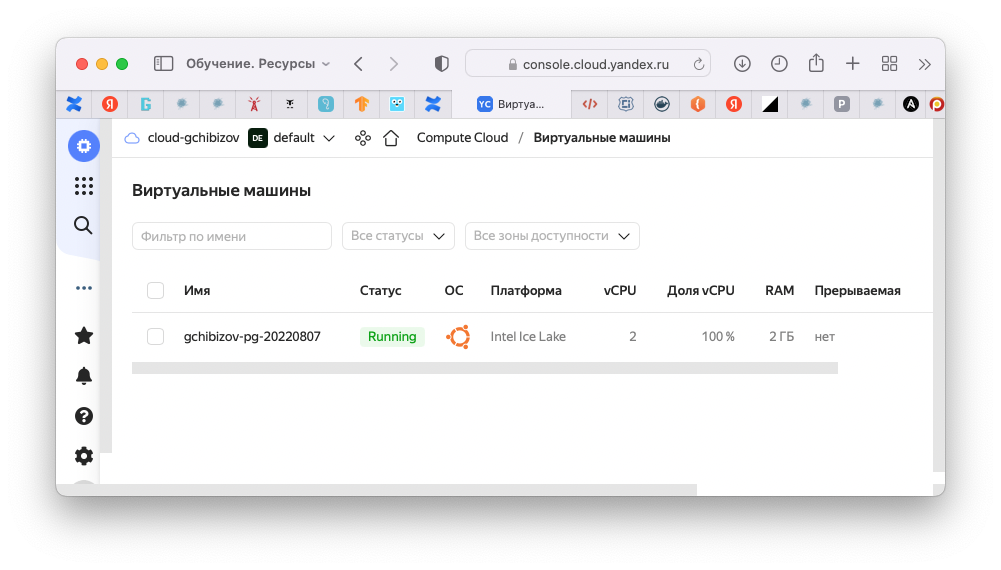 Обучение. Ресурсы
console.cloud.yandex.ru
Я
YC Виртуа...
</>
Я
P
A
cloud-gchibizov DE default Compute Cloud / Виртуальные машины
Виртуальные машины
Фильтр по имени Все статусы Все зоны доступности
Имя Статус ОС Платформа vCPU Доля vCPU RAM Прерываемая
gchibizov-pg-20220807 Running Intel Ice Lake 2 100 % 2 ГБ нет